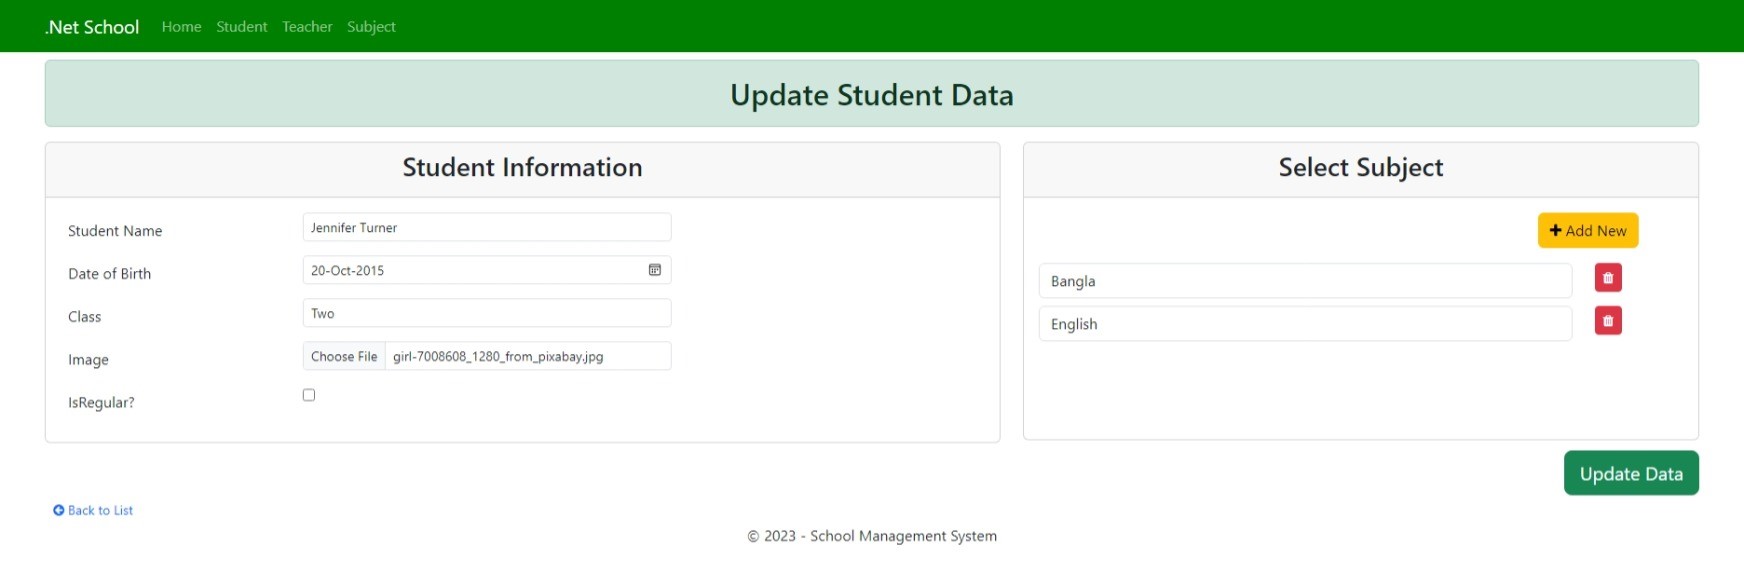 .Net School Home Student Teacher Subject
Update Student Data
Student Information
Student Name Jennifer Turner
Date of Birth 20-Oct-2015
Class Two
Image Choose File girl-7008608_1280_from_pixabay.jpg
IsRegular?
Select Subject
Add New
Bangla
English
Update Data
Back to List
© 2023 - School Management System